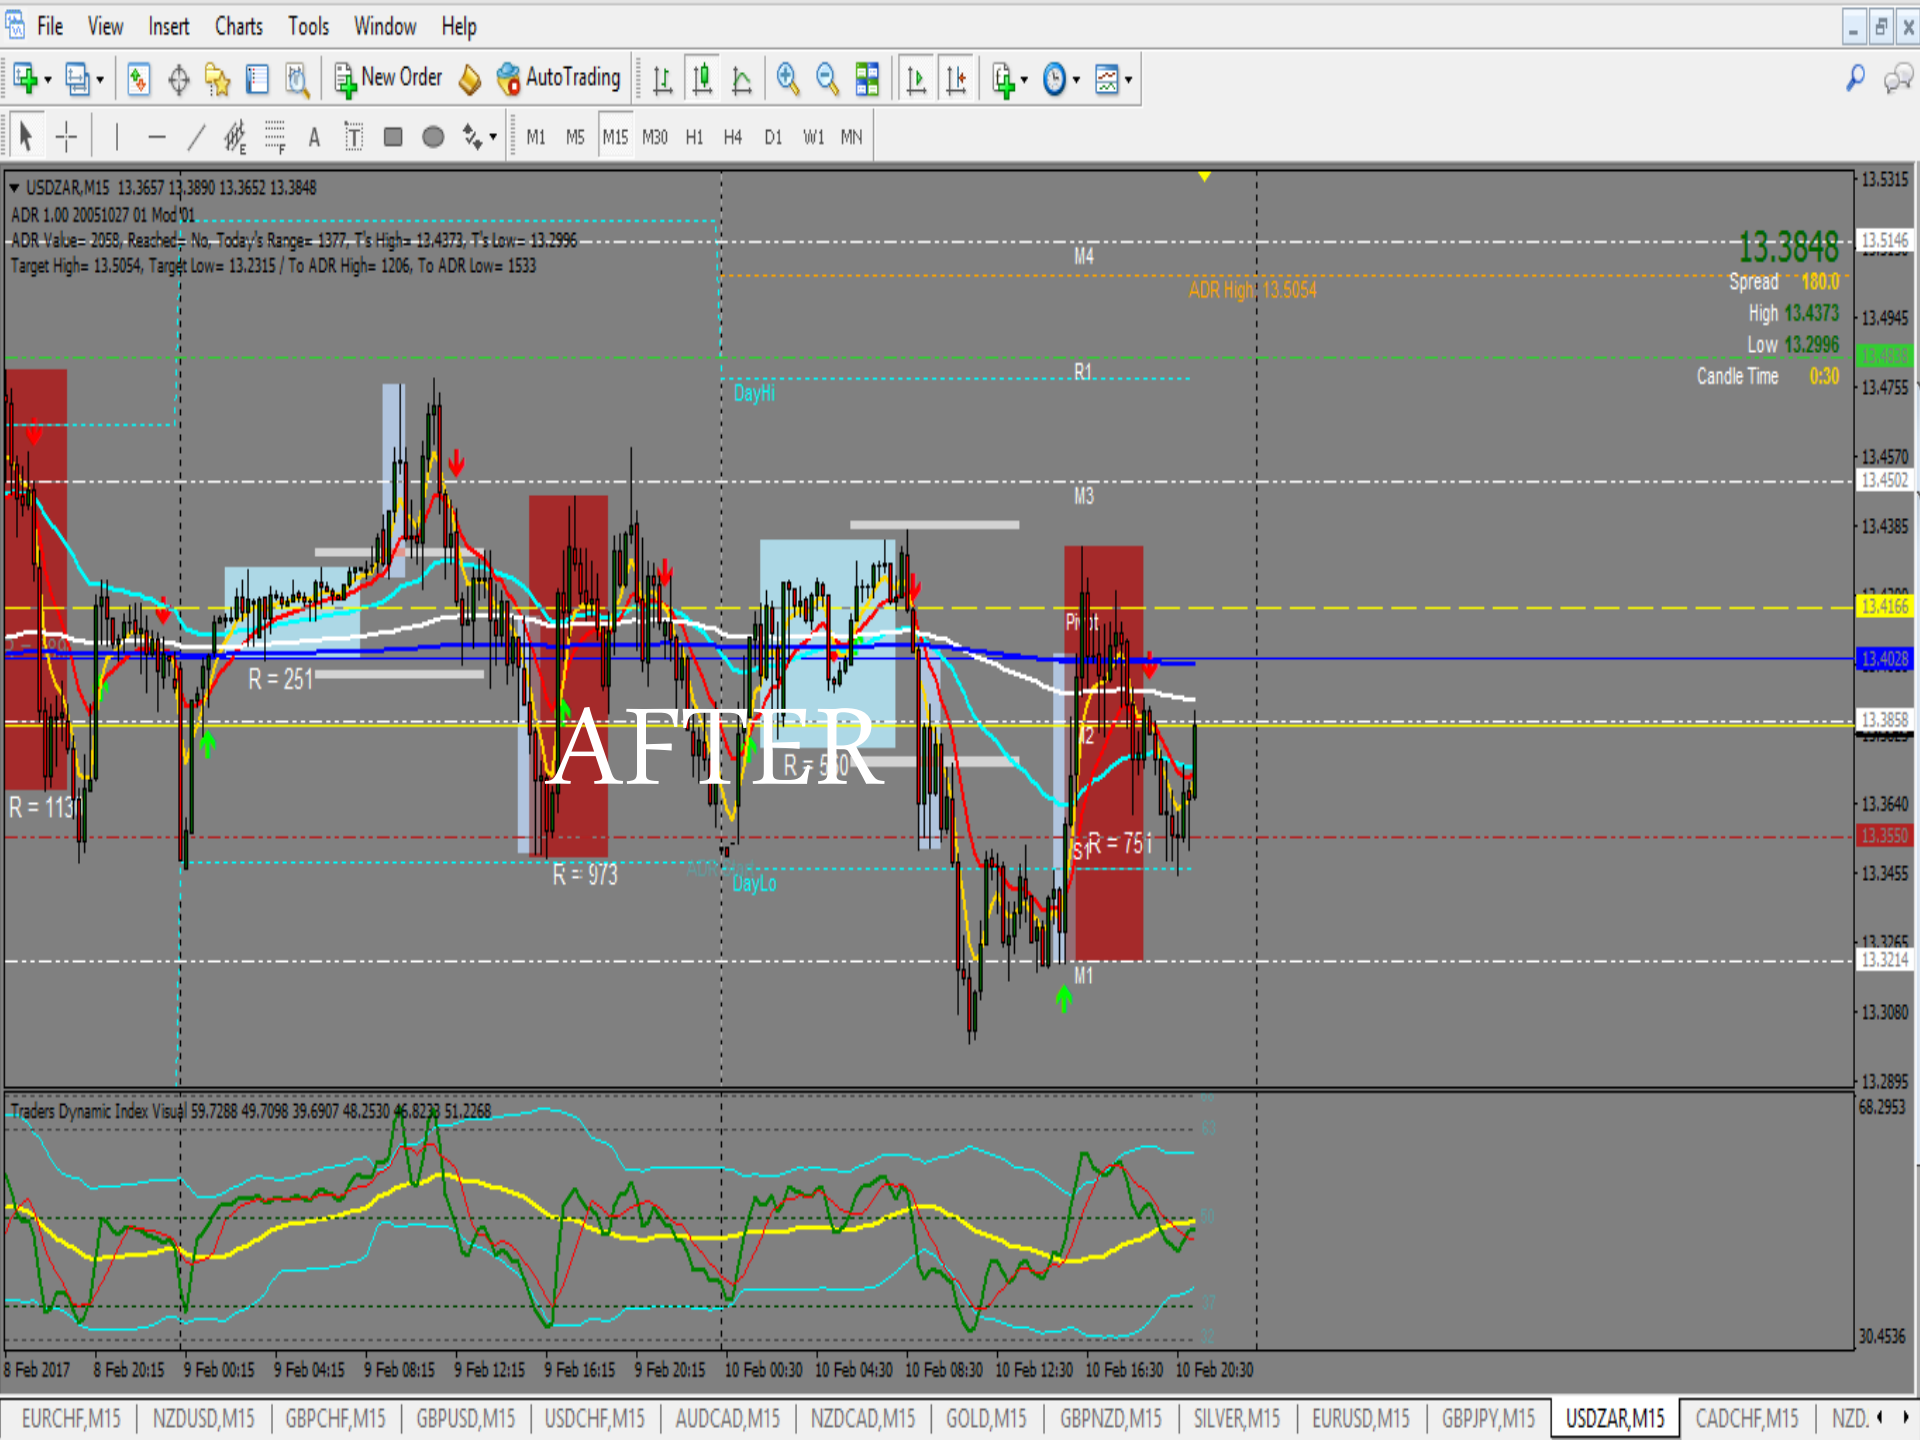 File View Insert Charts Tools Window Help
New Order AutoTrading
A T M1 M5 M15 M30 H1 H4 D1 W1 MN
USDZAR,M15 13.3657 13.3890 13.3652 13.3848
ADR 1.00 20051027 01 Mod 01
ADR Value= 2058, Reached= No, Today's Range= 1377, T's High= 13.4373, T's Low= 13.2996
Target High= 13.5054, Target Low= 13.2315 / To ADR High= 1206, To ADR Low= 1533
13.5315
13.5146
13.3848
M4
Spread 180.0
ADR High: 13.5054
High 13.4373
13.4945
Low 13.2996
R1
Candle Time 0:30
13.4755
DayHi
13.4570
13.4502
M3
13.4385
13.4166
Pivot
13.4028
R = 251
13.3858
AFTER
R = 560
R = 113
13.3640
13.3550
S1
R = 751
R = 973
DayLo
13.3455
13.3265
13.3214
M1
13.3080
13.2895
Traders Dynamic Index Visual 59.7288 49.7098 39.6907 48.2530 46.8233 51.2268
68.2953
63
50
37
32
30.4536
8 Feb 2017 8 Feb 20:15 9 Feb 00:15 9 Feb 04:15 9 Feb 08:15 9 Feb 12:15 9 Feb 16:15 9 Feb 20:15 10 Feb 00:30 10 Feb 04:30 10 Feb 08:30 10 Feb 12:30 10 Feb 16:30 10 Feb 20:30
EURCHF,M15 NZDUSD,M15 GBPCHF,M15 GBPUSD,M15 USDCHF,M15 AUDCAD,M15 NZDCAD,M15 GOLD,M15 GBPNZD,M15 SILVER,M15 EURUSD,M15 GBPJPY,M15 USDZAR,M15 CADCHF,M15 NZD.